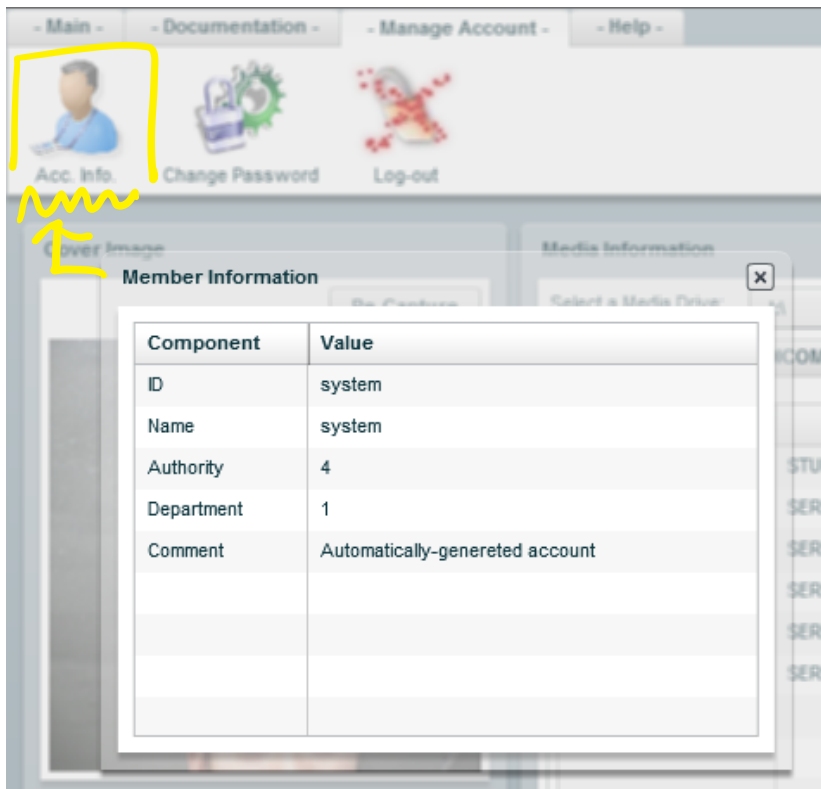 - Main -
- Documentation -
- Manage Account -
- Help -
Acc. Info.
Change Password
Log-out
Cover Image
Media Information
Member Information
Re-Capture
Select a Media Drive:
Component Value
ID system
Name system
Authority 4
Department 1
Comment Automatically-genereted account